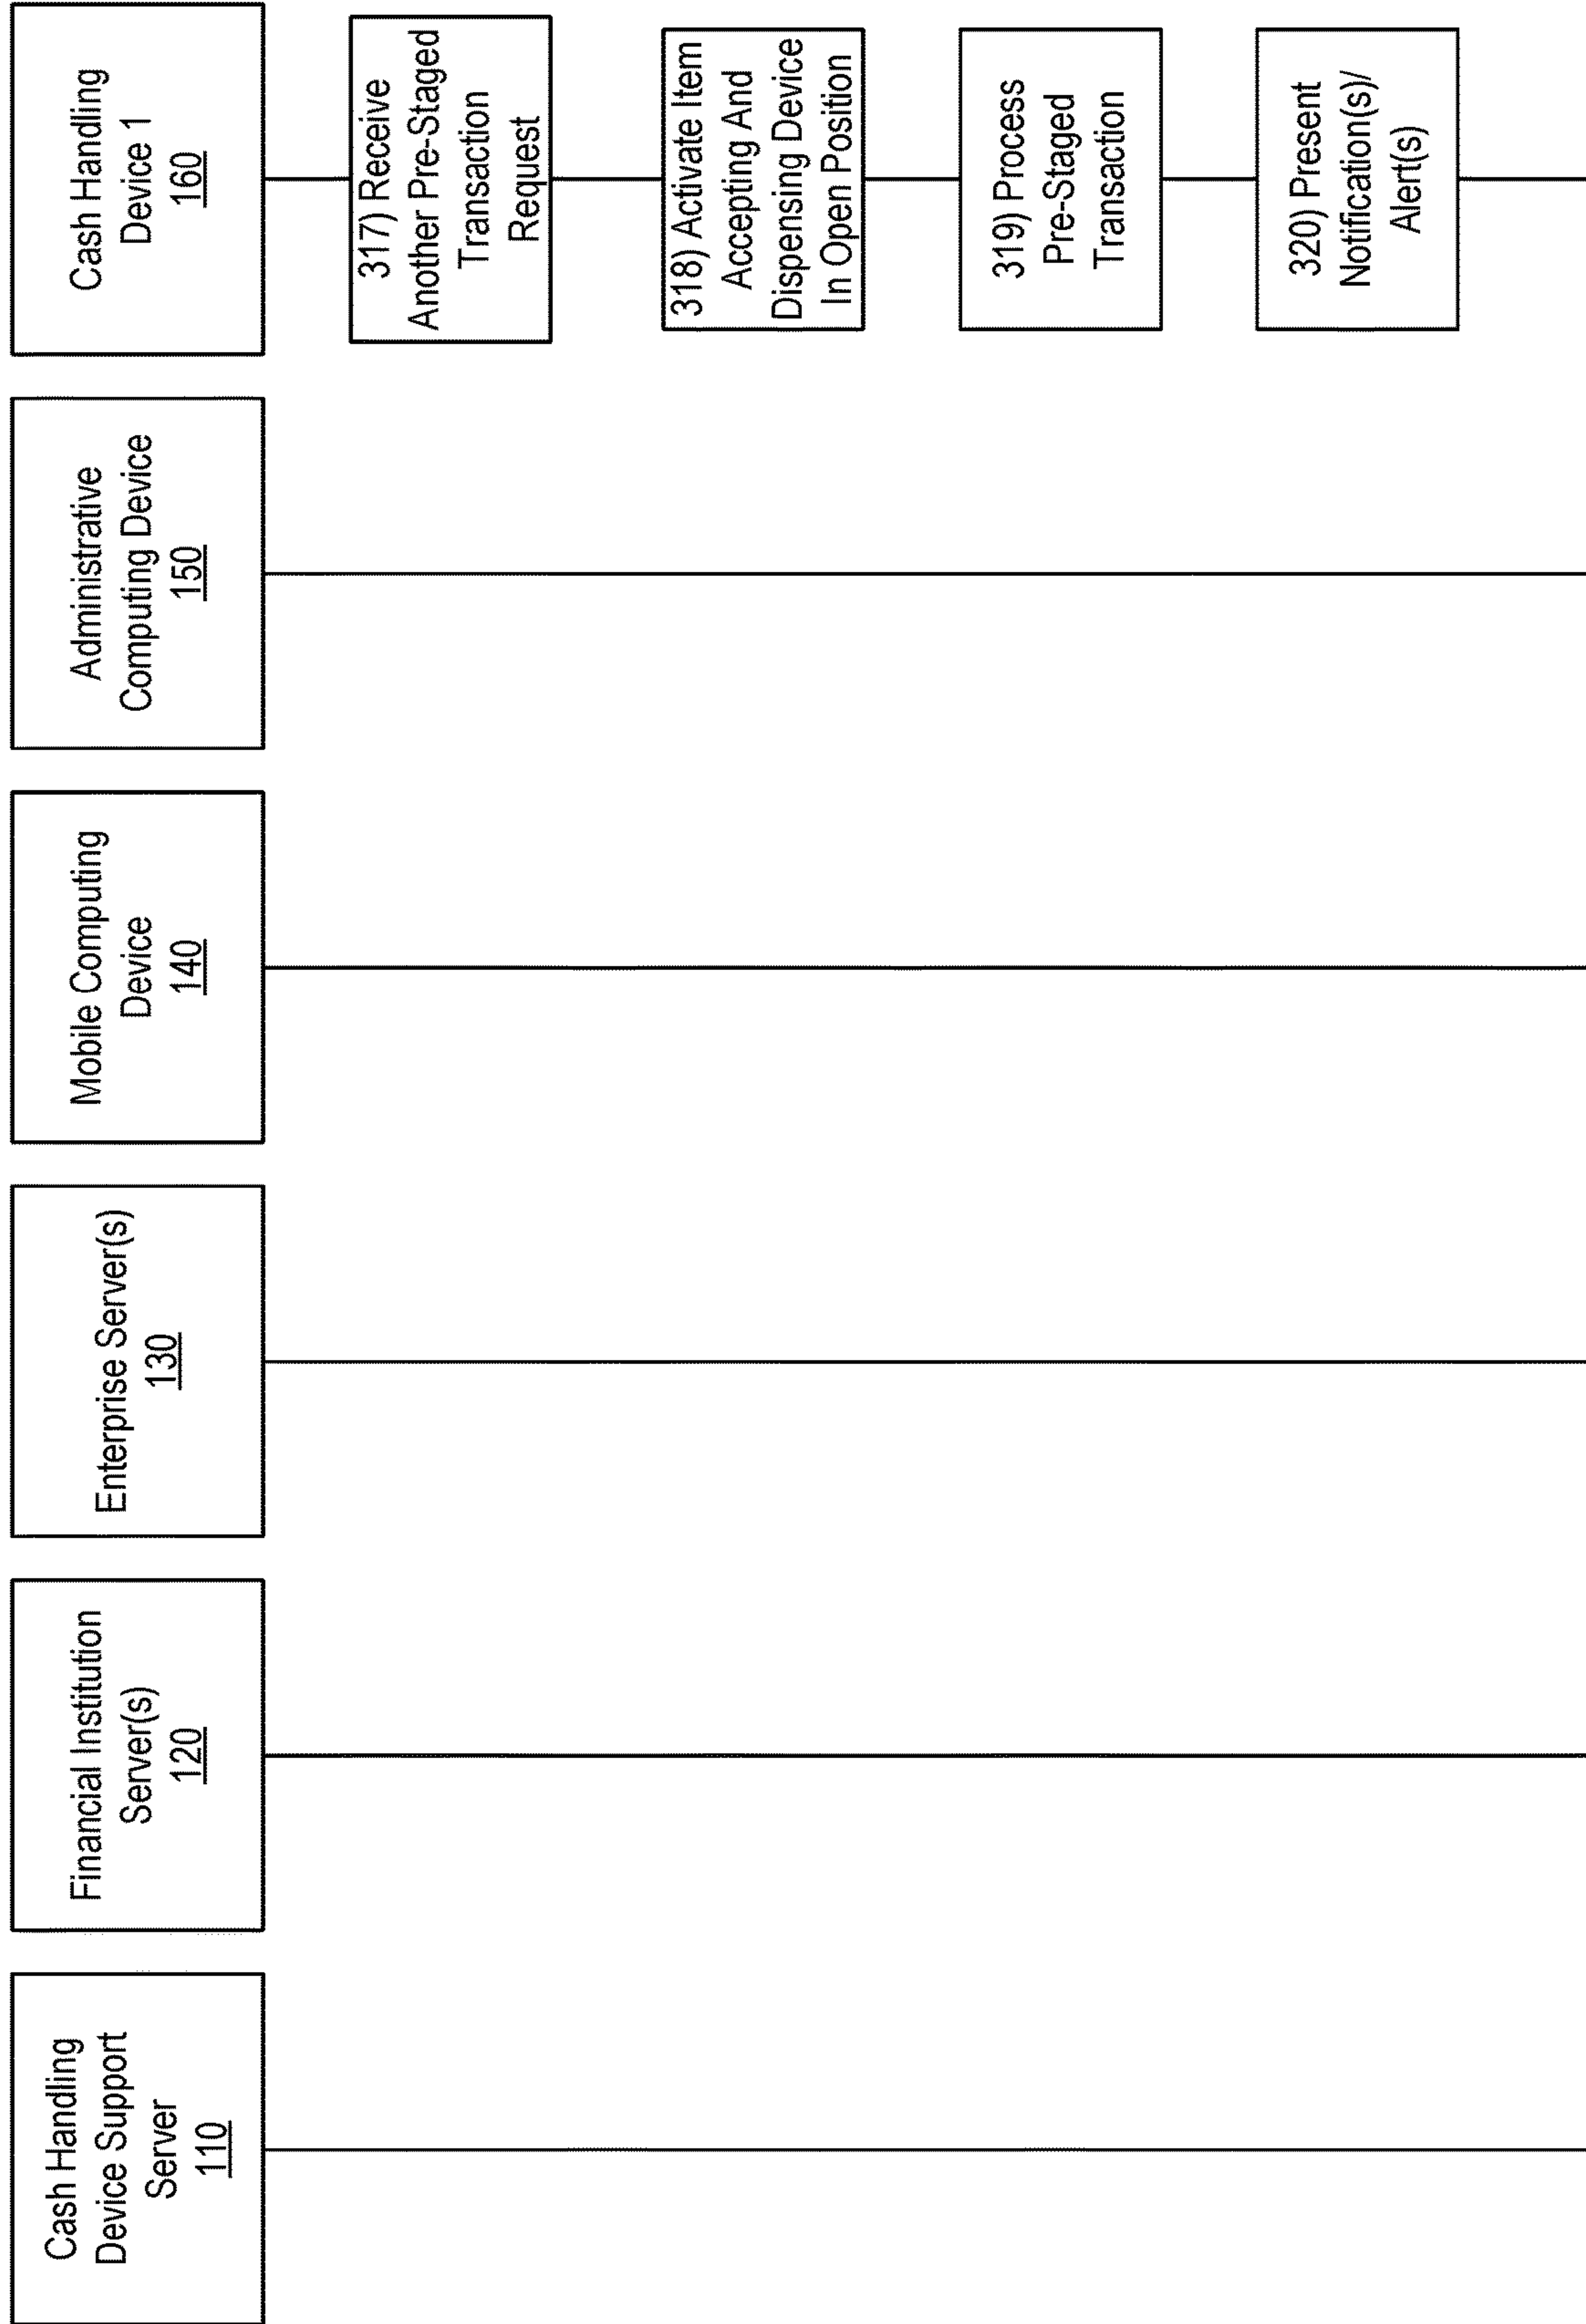 Cash Handling
Device Support
Server
110
Financial Institution
Server(s)
120
Enterprise Server(s)
130
Mobile Computing
Device
140
Administrative
Computing Device
150
Cash Handling
Device 1
160
317) Receive
Another Pre-Staged
Transaction
Request
318) Activate Item
Accepting And
Dispensing Device
In Open Position
319) Process
Pre-Staged
Transaction
320) Present
Notification(s)/
Alert(s)